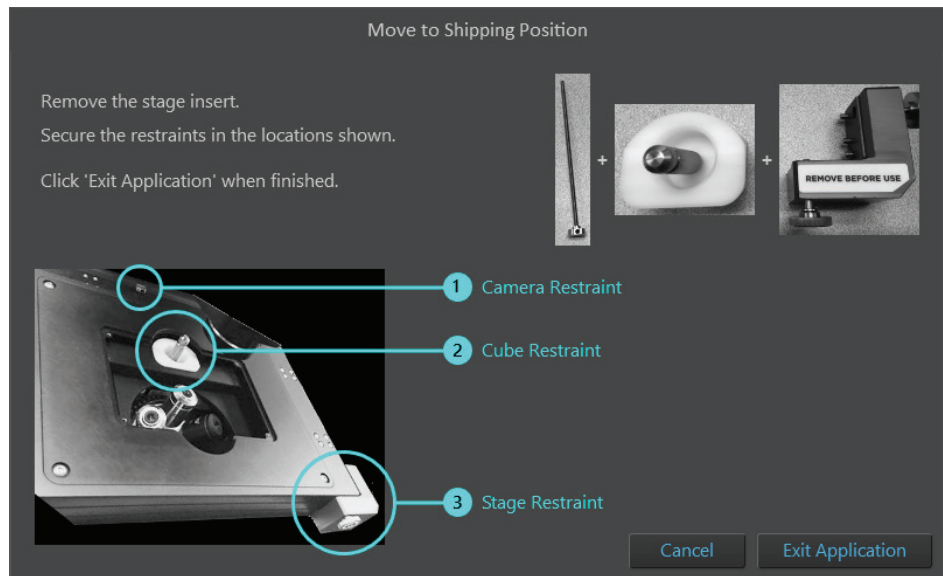 Move to Shipping Position
Remove the stage insert.
Secure the restraints in the locations shown.
Click 'Exit Application' when finished.
+
+
REMOVE BEFORE USE
1 Camera Restraint
2 Cube Restraint
3 Stage Restraint
Cancel
Exit Application